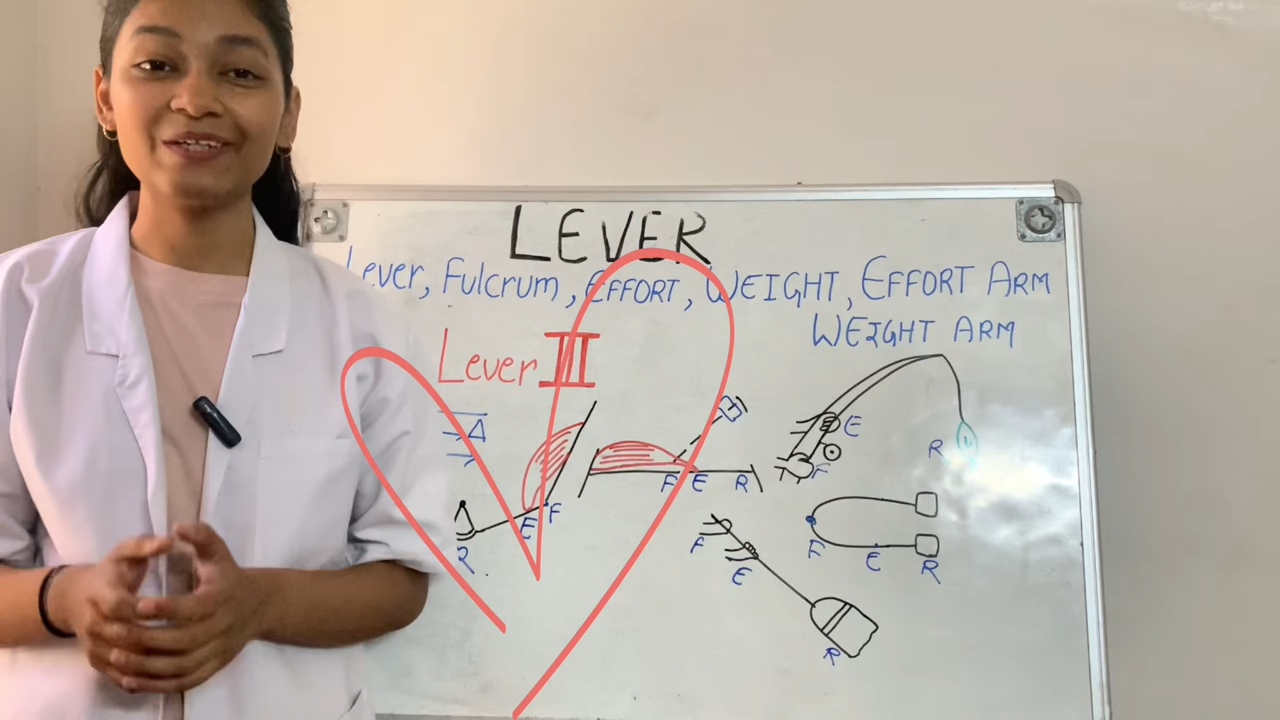 LEVER
Lever, Fulcrum, EFFORT, WEIGHT, EFFORT ARM
WEIGHT ARM
Lever III
E
F
R
F E R
R
E F
F E R
F
E
R